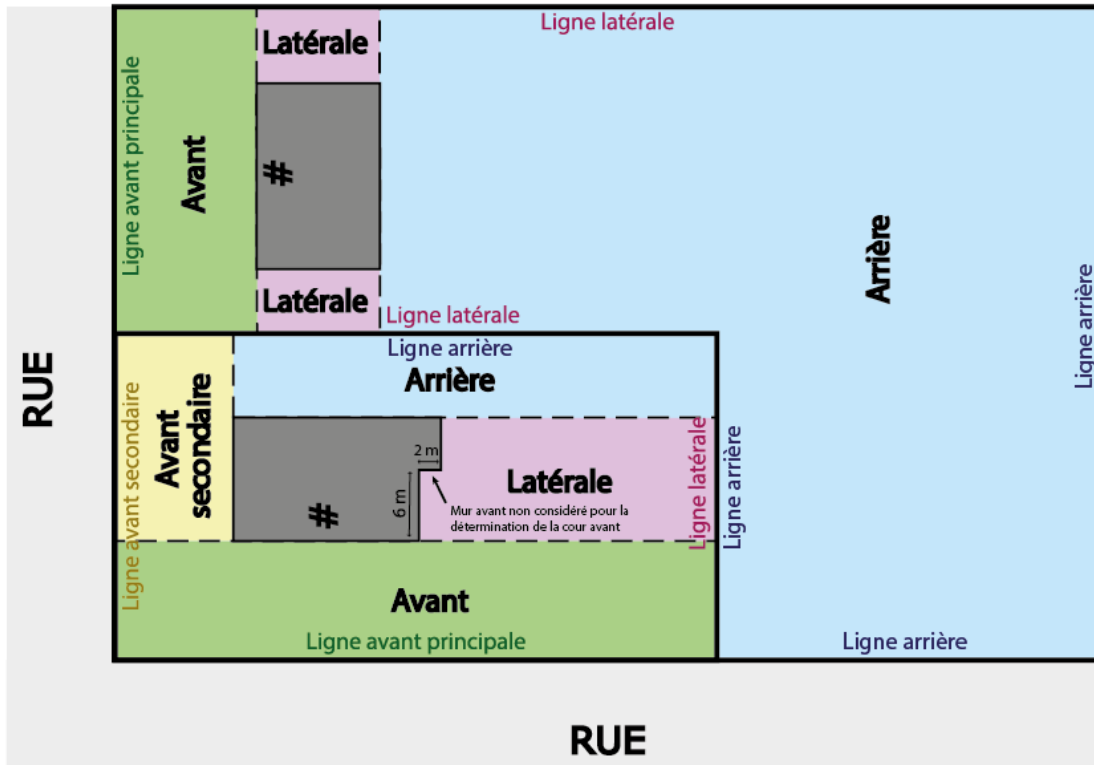 Ligne latérale
Latérale
Ligne avant principale
Avant
#
Arrière
Latérale
Ligne latérale
Ligne arrière
RUE
Ligne arrière
Arrière
Ligne avant secondaire
Avant
secondaire
2 m
6 m
#
Latérale
Mur avant non considéré pour la
détermination de la cour avant
Ligne latérale
Ligne arrière
Avant
Ligne avant principale
Ligne arrière
RUE